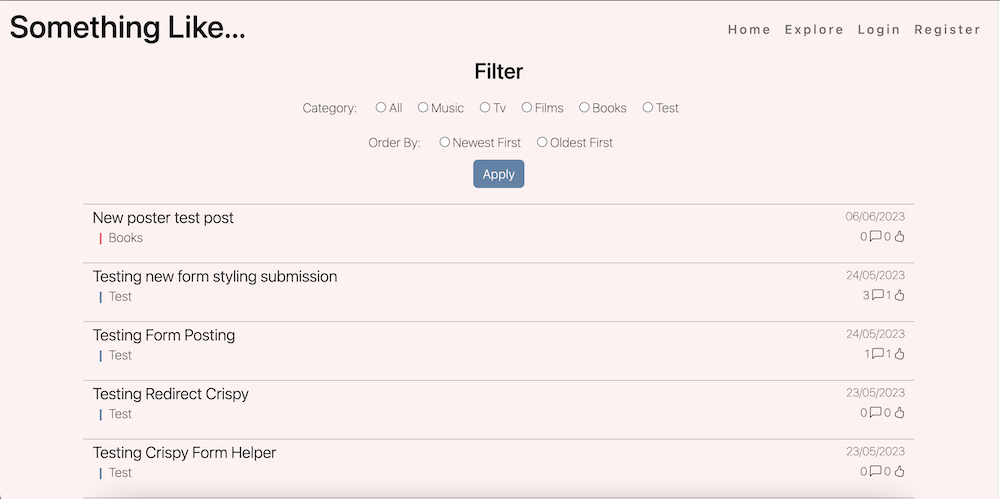 Something Like...
Home Explore Login Register
Filter
Category: All Music Tv Films Books Test
Order By: Newest First Oldest First
Apply
New poster test post 06/06/2023
Books 0 0
Testing new form styling submission 24/05/2023
Test 3 1
Testing Form Posting 24/05/2023
Test 1 1
Testing Redirect Crispy 23/05/2023
Test 0 0
Testing Crispy Form Helper 23/05/2023
Test 0 0